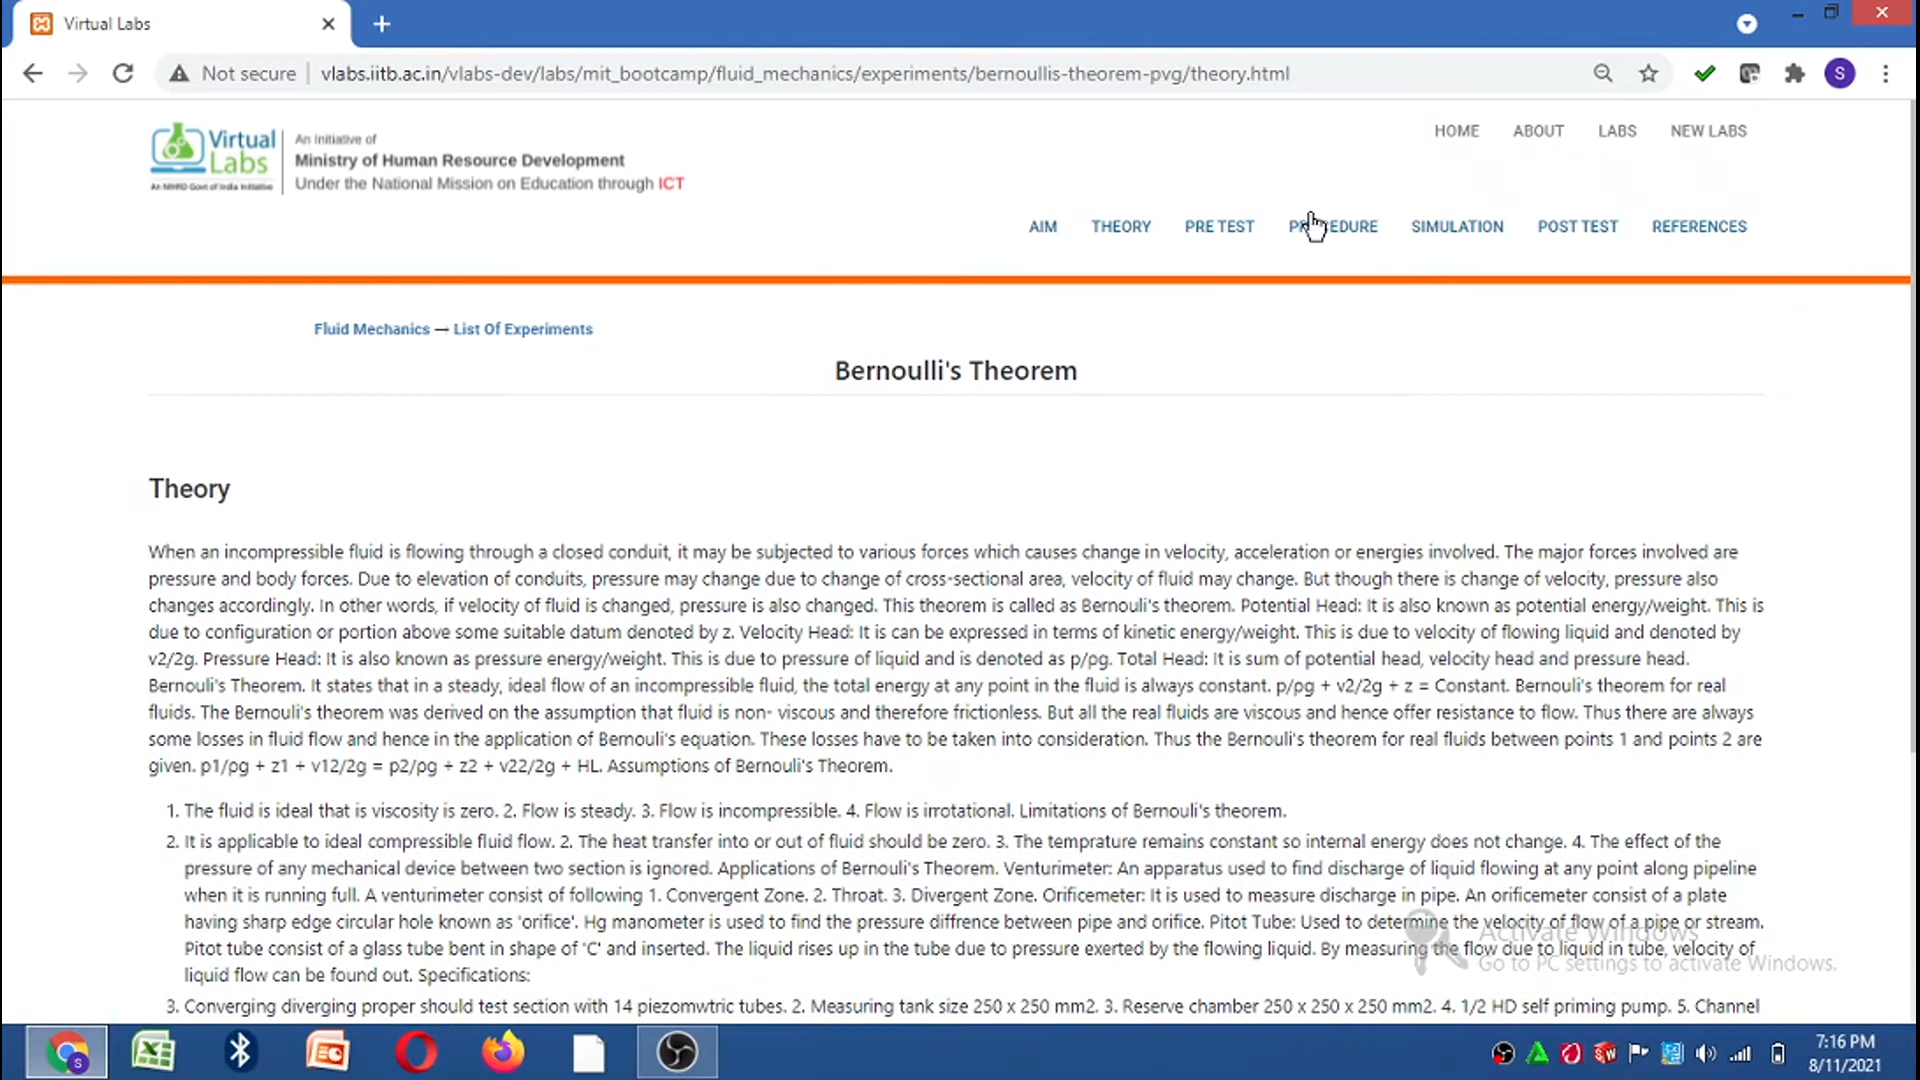 Virtual Labs
Not secure
vlabs.iitb.ac.in/vlabs-dev/labs/mit_bootcamp/fluid_mechanics/experiments/bernoullis-theorem-pvg/theory.html
S
Virtual Labs
An MHRD Govt of India Initiative
An Initiative of
Ministry of Human Resource Development
Under the National Mission on Education through ICT
HOME ABOUT LABS NEW LABS
AIM THEORY PRE TEST PROCEDURE SIMULATION POST TEST REFERENCES
Fluid Mechanics → List Of Experiments
Bernoulli's Theorem
Theory
When an incompressible fluid is flowing through a closed conduit, it may be subjected to various forces which causes change in velocity, acceleration or energies involved. The major forces involved are
pressure and body forces. Due to elevation of conduits, pressure may change due to change of cross-sectional area, velocity of fluid may change. But though there is change of velocity, pressure also
changes accordingly. In other words, if velocity of fluid is changed, pressure is also changed. This theorem is called as Bernouli's theorem. Potential Head: It is also known as potential energy/weight. This is
due to configuration or portion above some suitable datum denoted by z. Velocity Head: It is can be expressed in terms of kinetic energy/weight. This is due to velocity of flowing liquid and denoted by
v2/2g. Pressure Head: It is also known as pressure energy/weight. This is due to pressure of liquid and is denoted as p/ρg. Total Head: It is sum of potential head, velocity head and pressure head.
Bernouli's Theorem. It states that in a steady, ideal flow of an incompressible fluid, the total energy at any point in the fluid is always constant. p/ρg + v2/2g + z = Constant. Bernouli's theorem for real
fluids. The Bernouli's theorem was derived on the assumption that fluid is non- viscous and therefore frictionless. But all the real fluids are viscous and hence offer resistance to flow. Thus there are always
some losses in fluid flow and hence in the application of Bernouli's equation. These losses have to be taken into consideration. Thus the Bernouli's theorem for real fluids between points 1 and points 2 are
given. p1/ρg + z1 + v12/2g = p2/ρg + z2 + v22/2g + HL. Assumptions of Bernouli's Theorem.
1. The fluid is ideal that is viscosity is zero. 2. Flow is steady. 3. Flow is incompressible. 4. Flow is irrotational. Limitations of Bernouli's theorem.
2. It is applicable to ideal compressible fluid flow. 2. The heat transfer into or out of fluid should be zero. 3. The temprature remains constant so internal energy does not change. 4. The effect of the
pressure of any mechanical device between two section is ignored. Applications of Bernouli's Theorem. Venturimeter: An apparatus used to find discharge of liquid flowing at any point along pipeline
when it is running full. A venturimeter consist of following 1. Convergent Zone. 2. Throat. 3. Divergent Zone. Orificemeter: It is used to measure discharge in pipe. An orificemeter consist of a plate
having sharp edge circular hole known as 'orifice'. Hg manometer is used to find the pressure diffrence between pipe and orifice. Pitot Tube: Used to determine the velocity of flow of a pipe or stream.
Pitot tube consist of a glass tube bent in shape of 'C' and inserted. The liquid rises up in the tube due to pressure exerted by the flowing liquid. By measuring the flow due to liquid in tube, velocity of
liquid flow can be found out. Specifications:
3. Converging diverging proper should test section with 14 piezomwtric tubes. 2. Measuring tank size 250 x 250 mm2. 3. Reserve chamber 250 x 250 x 250 mm2. 4. 1/2 HD self priming pump. 5. Channel
Activate Windows
Go to PC settings to activate Windows.
7:16 PM
8/11/2021